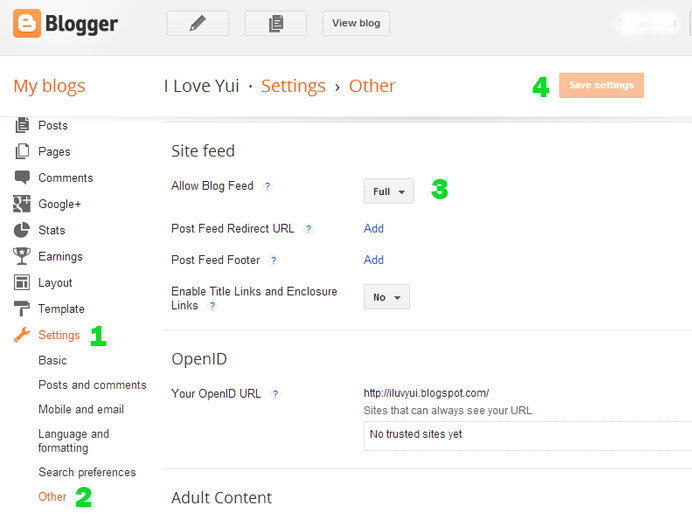 Blogger
View blog
My blogs
I Love Yui · Settings › Other
4
Save settings
Posts
Pages
Comments
Google+
Stats
Earnings
Layout
Template
Settings
1
Basic
Posts and comments
Mobile and email
Language and
formatting
Search preferences
Other
2
Site feed
Allow Blog Feed ?
Full
3
Post Feed Redirect URL ?
Add
Post Feed Footer ?
Add
Enable Title Links and Enclosure
Links ?
No
OpenID
Your OpenID URL ?
http://iluvyui.blogspot.com/
Sites that can always see your URL
No trusted sites yet
Adult Content